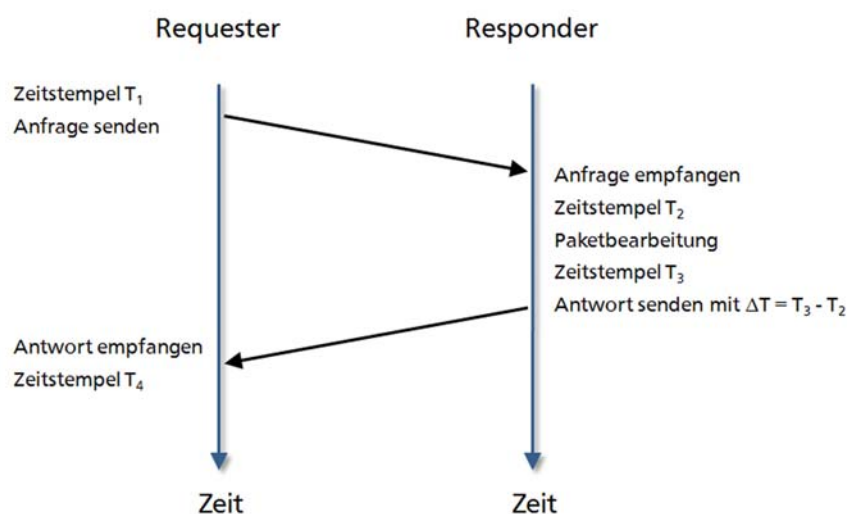 Requester
Responder
Zeitstempel T₁
Anfrage senden
Anfrage empfangen
Zeitstempel T₂
Paketbearbeitung
Zeitstempel T₃
Antwort senden mit ΔT = T₃ - T₂
Antwort empfangen
Zeitstempel T₄
Zeit
Zeit